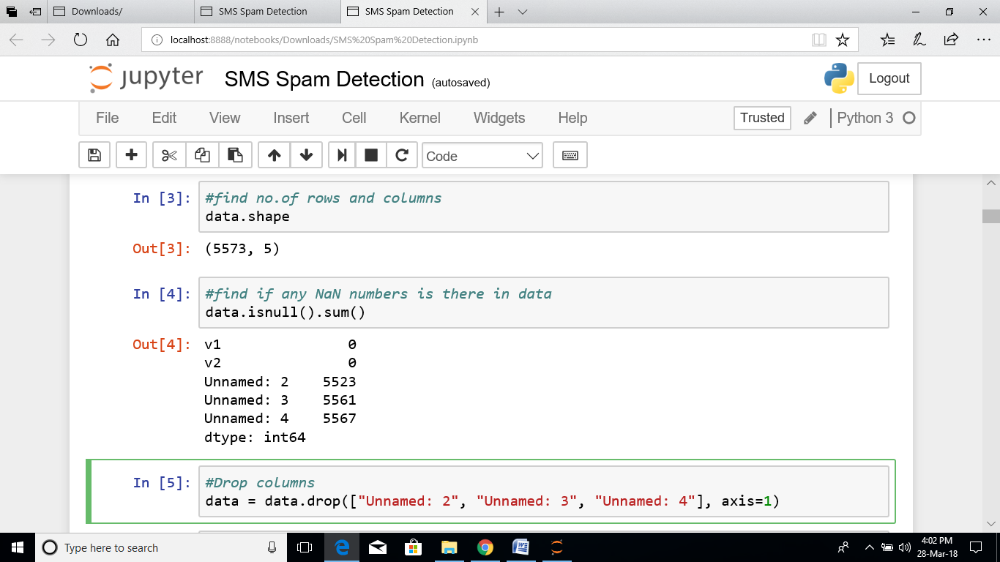 Downloads/
SMS Spam Detection
SMS Spam Detection
localhost:8888/notebooks/Downloads/SMS%20Spam%20Detection.ipynb
jupyter SMS Spam Detection (autosaved)
Logout
File Edit View Insert Cell Kernel Widgets Help
Trusted
Python 3
Code
In [3]: #find no.of rows and columns
data.shape
Out[3]: (5573, 5)
In [4]: #find if any NaN numbers is there in data
data.isnull().sum()
Out[4]: v1 0
v2 0
Unnamed: 2 5523
Unnamed: 3 5561
Unnamed: 4 5567
dtype: int64
In [5]: #Drop columns
data = data.drop(["Unnamed: 2", "Unnamed: 3", "Unnamed: 4"], axis=1)
Type here to search
4:02 PM
28-Mar-18